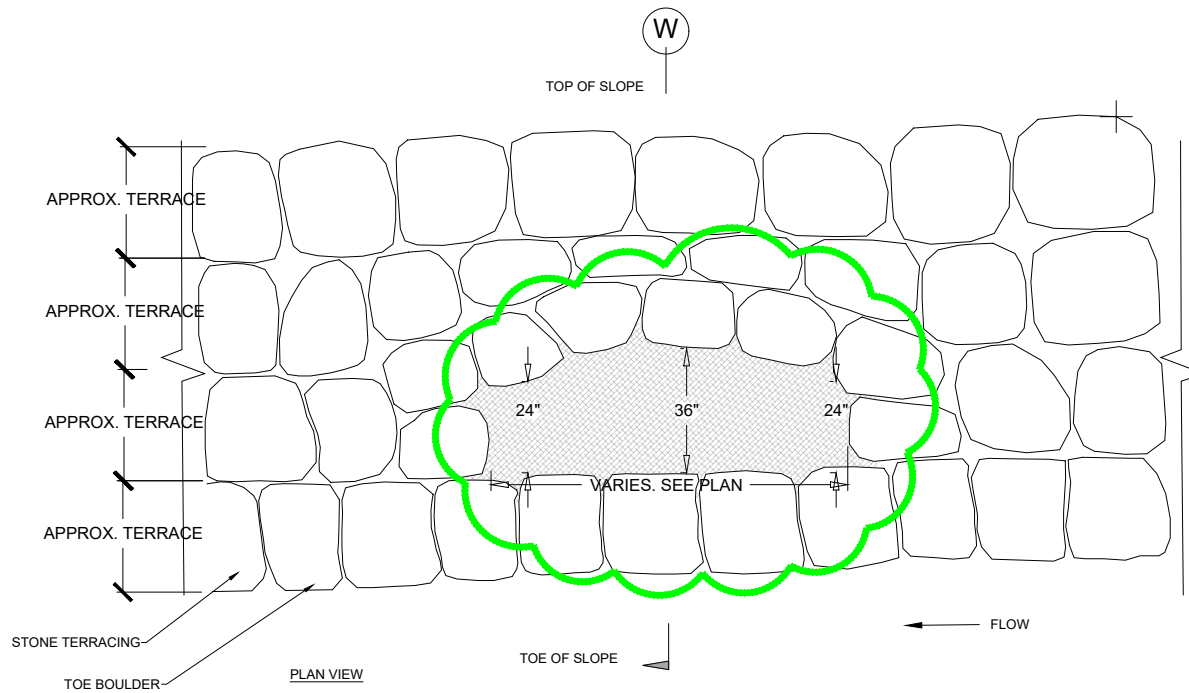 W
TOP OF SLOPE
APPROX. TERRACE
APPROX. TERRACE
24"
36"
24"
APPROX. TERRACE
VARIES. SEE PLAN
APPROX. TERRACE
FLOW
STONE TERRACING
TOE OF SLOPE
PLAN VIEW
TOE BOULDER